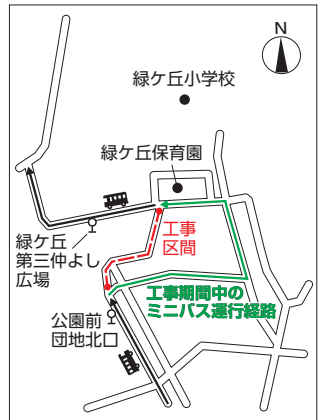 N
緑ケ丘小学校
緑ケ丘保育園
工事
区間
緑ケ丘
第三仲よし
広場
工事期間中の
ミニバス運行経路
公園前
団地北口